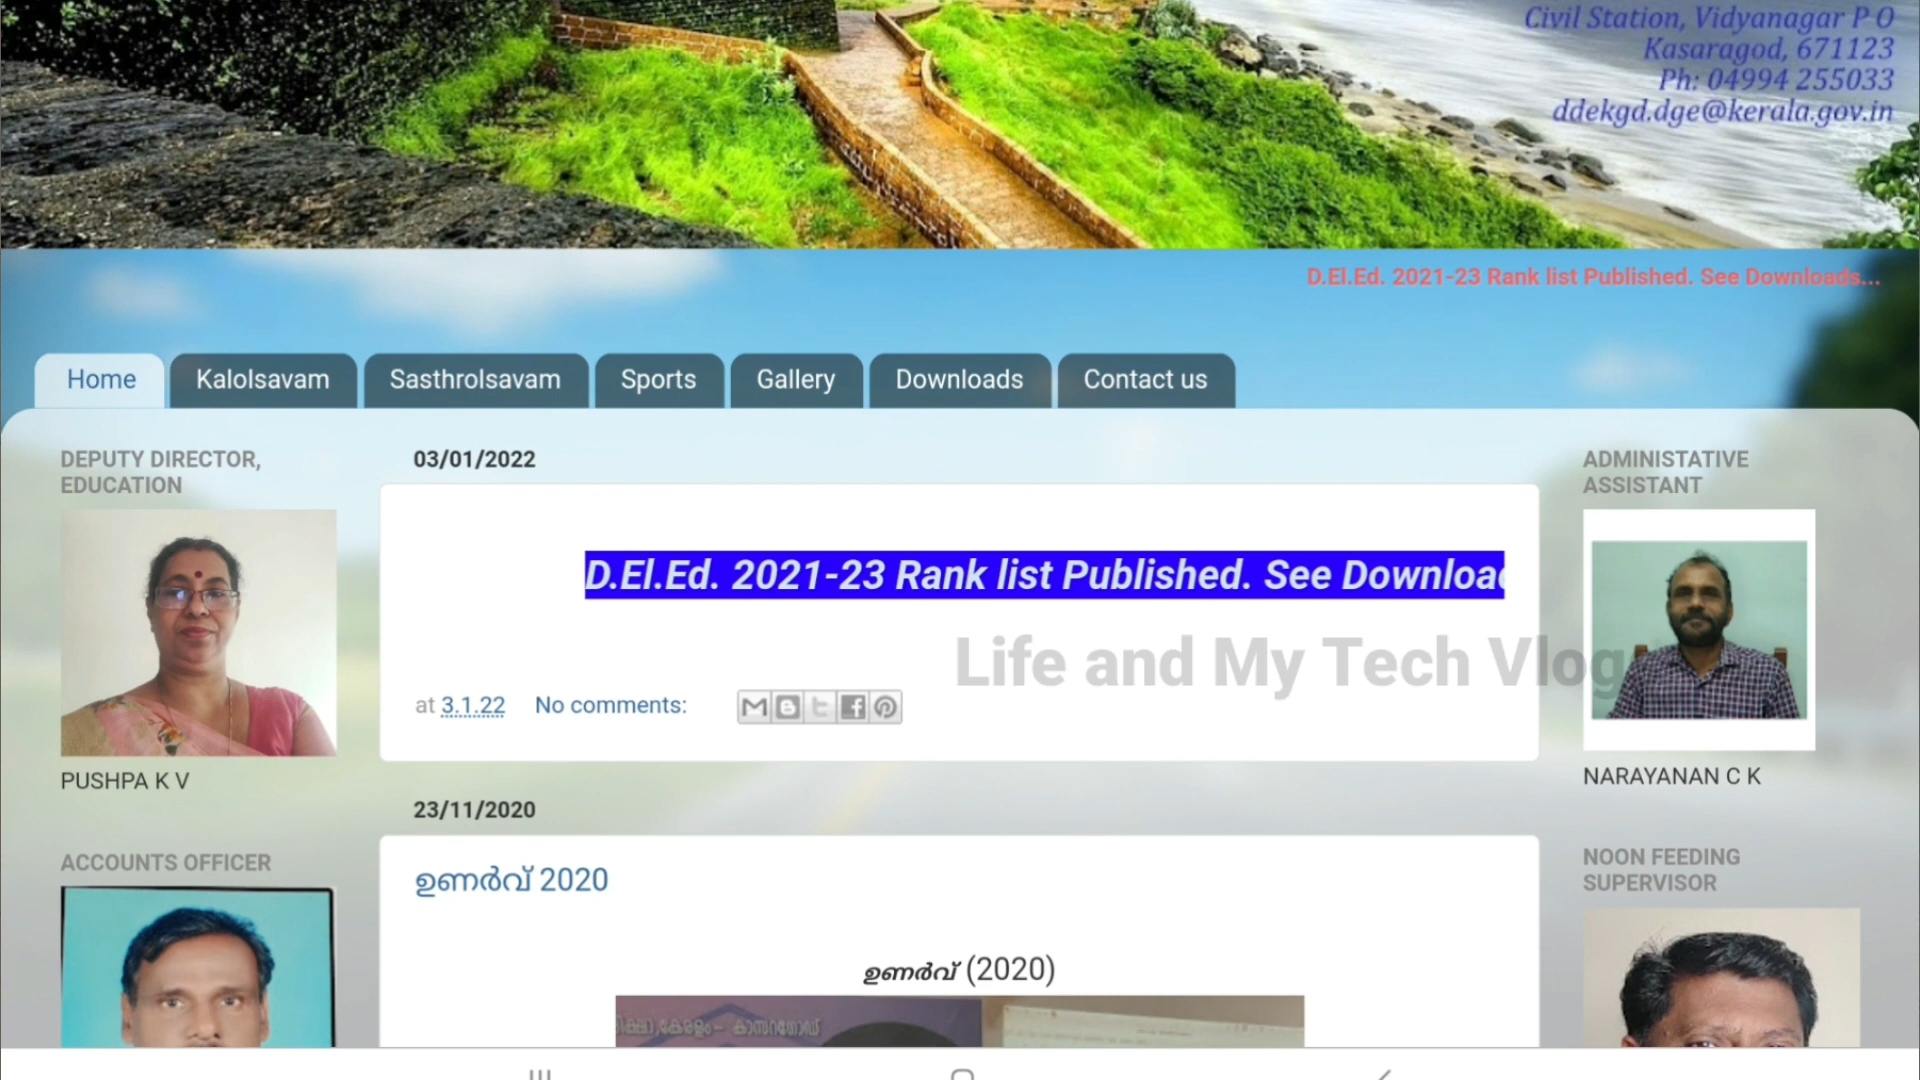 Civil Station, Vidyanagar P O
Kasaragod, 671123
Ph: 04994 255033
ddekgd.dge@kerala.gov.in
D.El.Ed. 2021-23 Rank list Published. See Downloads...
Home
Kalolsavam
Sasthrolsavam
Sports
Gallery
Downloads
Contact us
DEPUTY DIRECTOR,
EDUCATION
PUSHPA K V
ACCOUNTS OFFICER
03/01/2022
D.El.Ed. 2021-23 Rank list Published. See Downloa
Life and My Tech Vlog
at 3.1.22 No comments:
23/11/2020
ഉണർവ് 2020
ഉണർവ് (2020)
കേരളം - കാസറഗോഡ്
ADMINISTATIVE
ASSISTANT
NARAYANAN C K
NOON FEEDING
SUPERVISOR